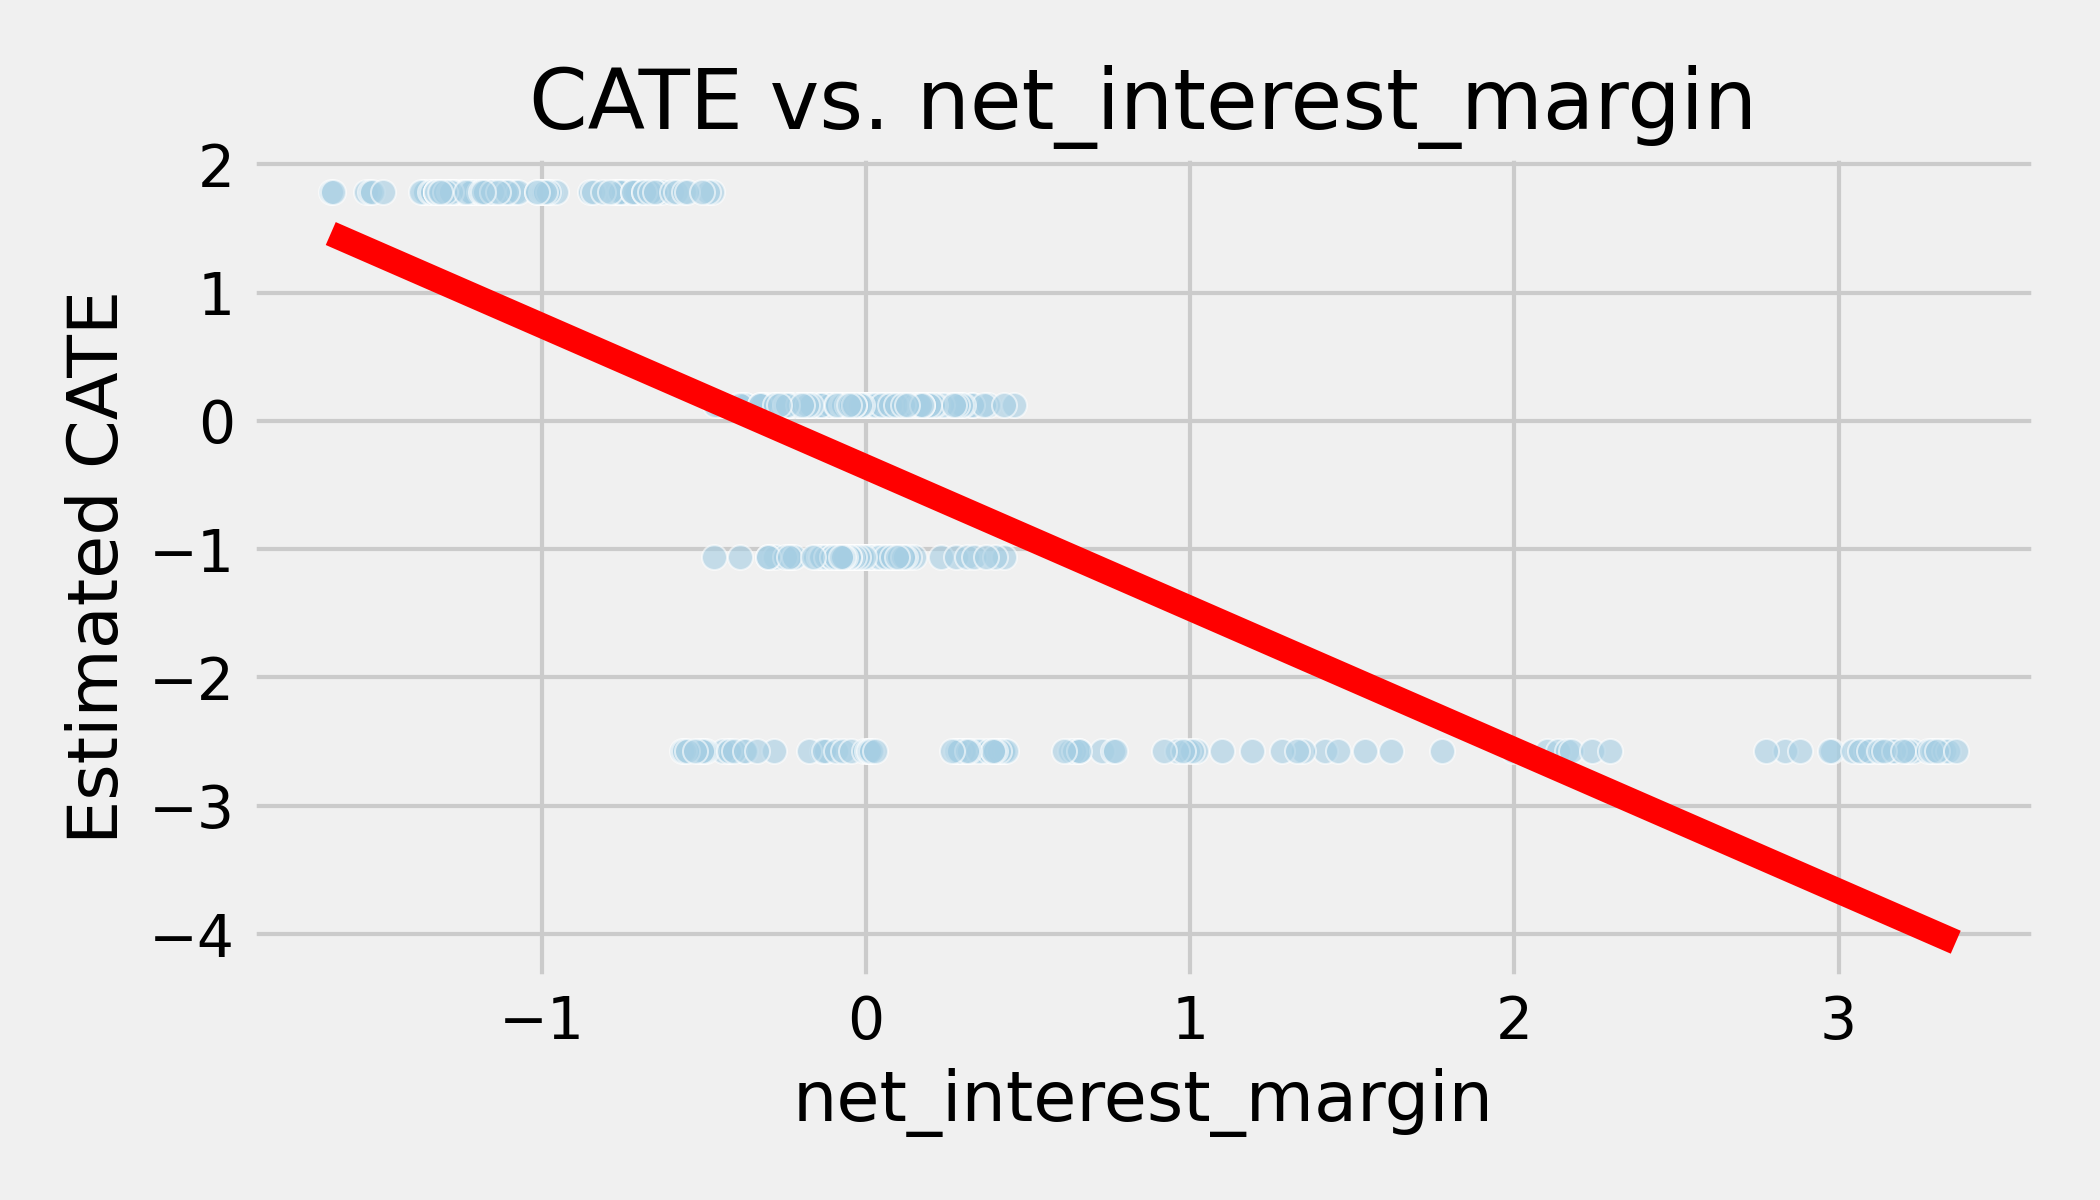 CATE vs. net_interest_margin
2
1
0
−1
−2
−3
−4
Estimated CATE
−1 0 1 2 3
net_interest_margin